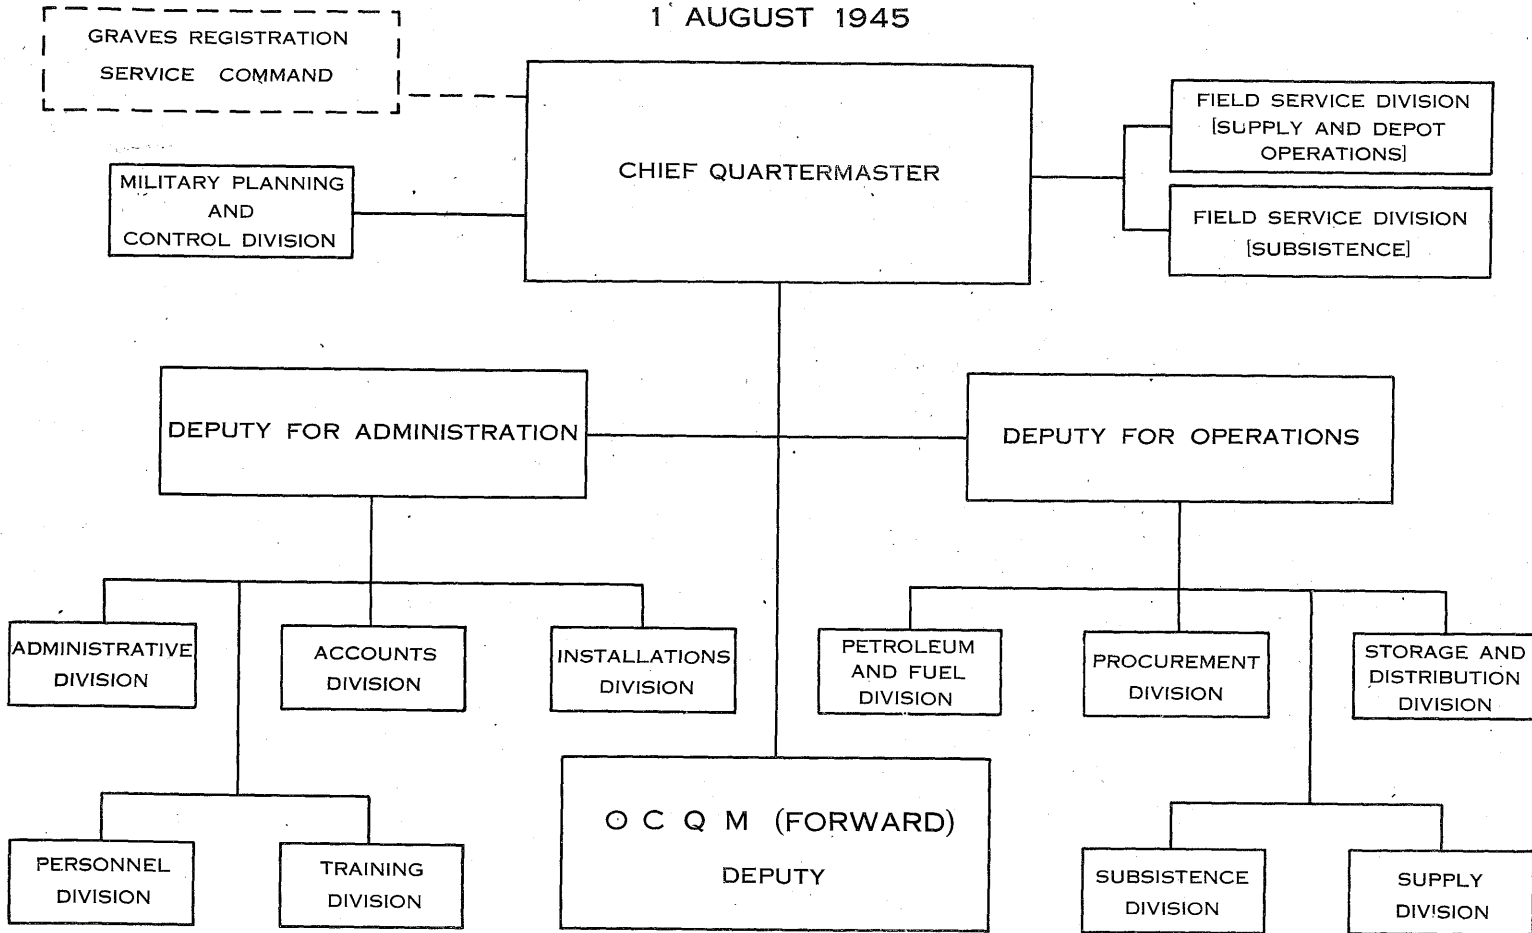 1 AUGUST 1945
GRAVES REGISTRATION
SERVICE COMMAND
CHIEF QUARTERMASTER
FIELD SERVICE DIVISION
[SUPPLY AND DEPOT
OPERATIONS]
MILITARY PLANNING
AND
CONTROL DIVISION
FIELD SERVICE DIVISION
[SUBSISTENCE]
DEPUTY FOR ADMINISTRATION
DEPUTY FOR OPERATIONS
ADMINISTRATIVE
DIVISION
ACCOUNTS
DIVISION
INSTALLATIONS
DIVISION
PETROLEUM
AND FUEL
DIVISION
PROCUREMENT
DIVISION
STORAGE AND
DISTRIBUTION
DIVISION
PERSONNEL
DIVISION
TRAINING
DIVISION
O C Q M (FORWARD)
DEPUTY
SUBSISTENCE
DIVISION
SUPPLY
DIVISION